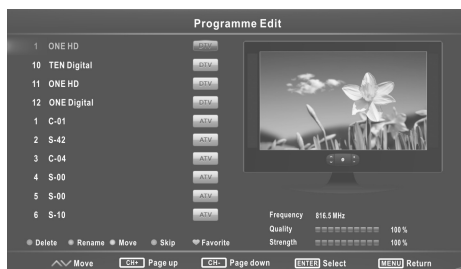 Programme Edit
1 ONE HD DTV
10 TEN Digital DTV
11 ONE HD DTV
12 ONE Digital DTV
1 C-01 ATV
2 S-42 ATV
3 C-04 ATV
4 S-00 ATV
5 S-00 ATV
6 S-10 ATV
Frequency 816.5 MHz
Quality 100 %
Strength 100 %
Delete Rename Move Skip Favorite
Move CH+ Page up CH- Page down ENTER Select MENU Return